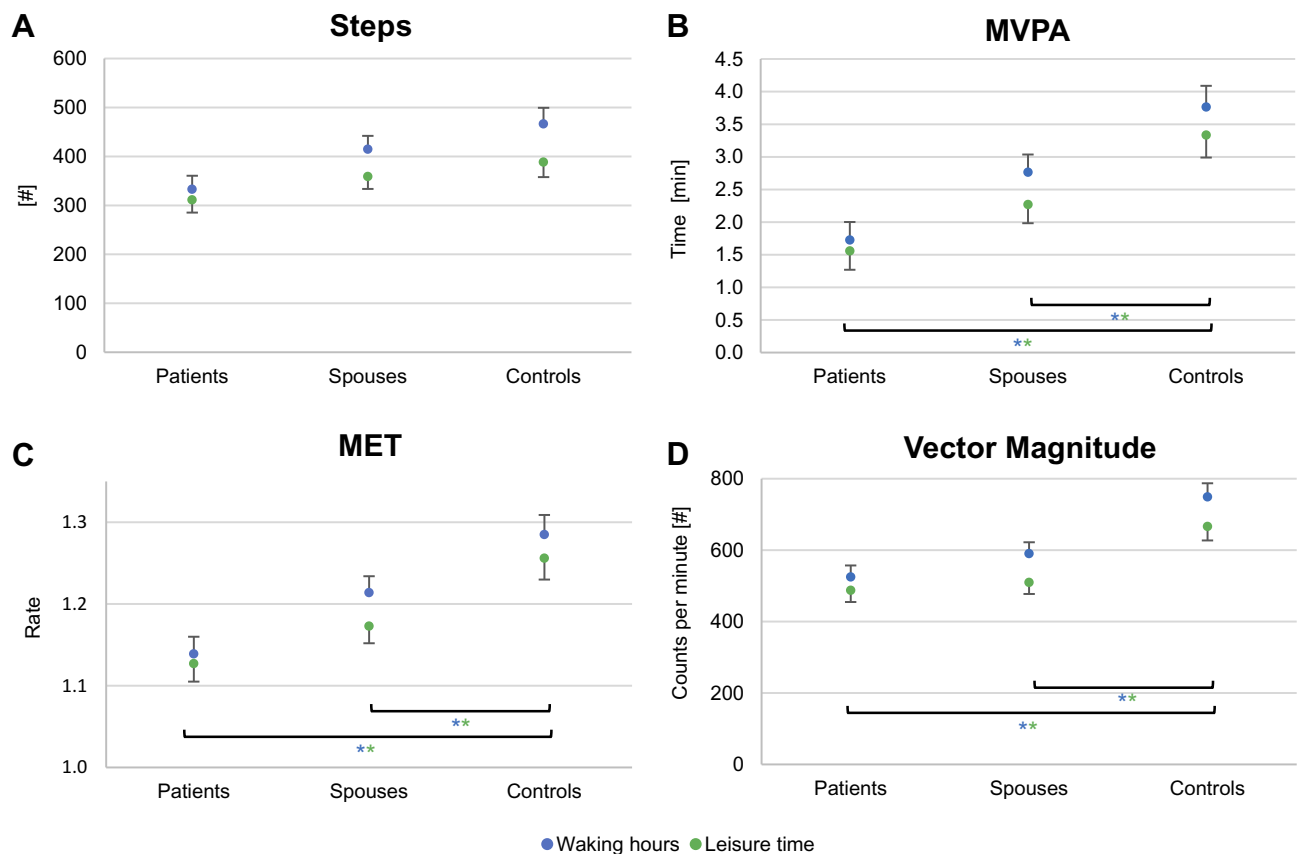 A
Steps
600
500
400
300
200
100
0
[#]
Patients
Spouses
Controls
B
MVPA
4.5
4.0
3.5
3.0
2.5
2.0
1.5
1.0
0.5
0.0
Time [min]
**
**
Patients
Spouses
Controls
C
MET
1.3
1.2
1.1
1.0
Rate
**
**
Patients
Spouses
Controls
D
Vector Magnitude
800
600
400
200
0
Counts per minute [#]
**
**
Patients
Spouses
Controls
Waking hours
Leisure time